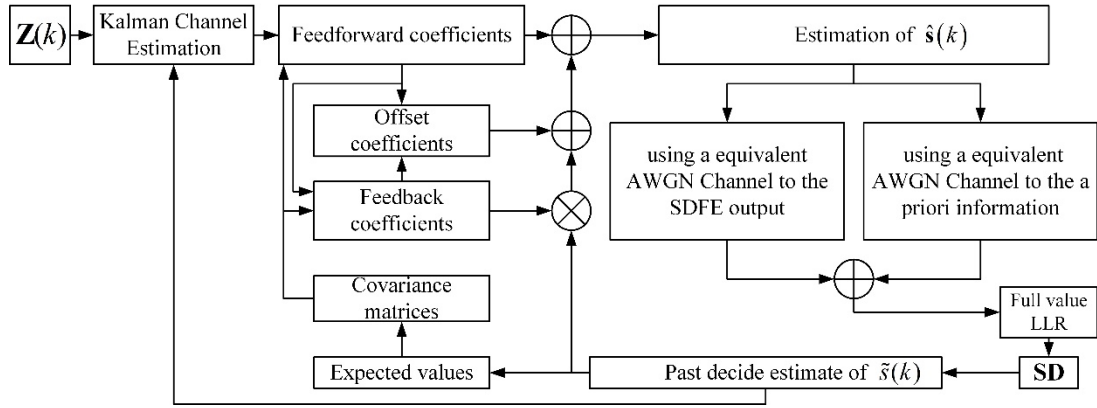 Z(k)
Kalman Channel
Estimation
Feedforward coefficients
Estimation of ŝ(k)
Offset
coefficients
Feedback
coefficients
using a equivalent
AWGN Channel to the
SDFE output
using a equivalent
AWGN Channel to the a
priori information
Covariance
matrices
Full value
LLR
Expected values
Past decide estimate of s̃(k)
SD